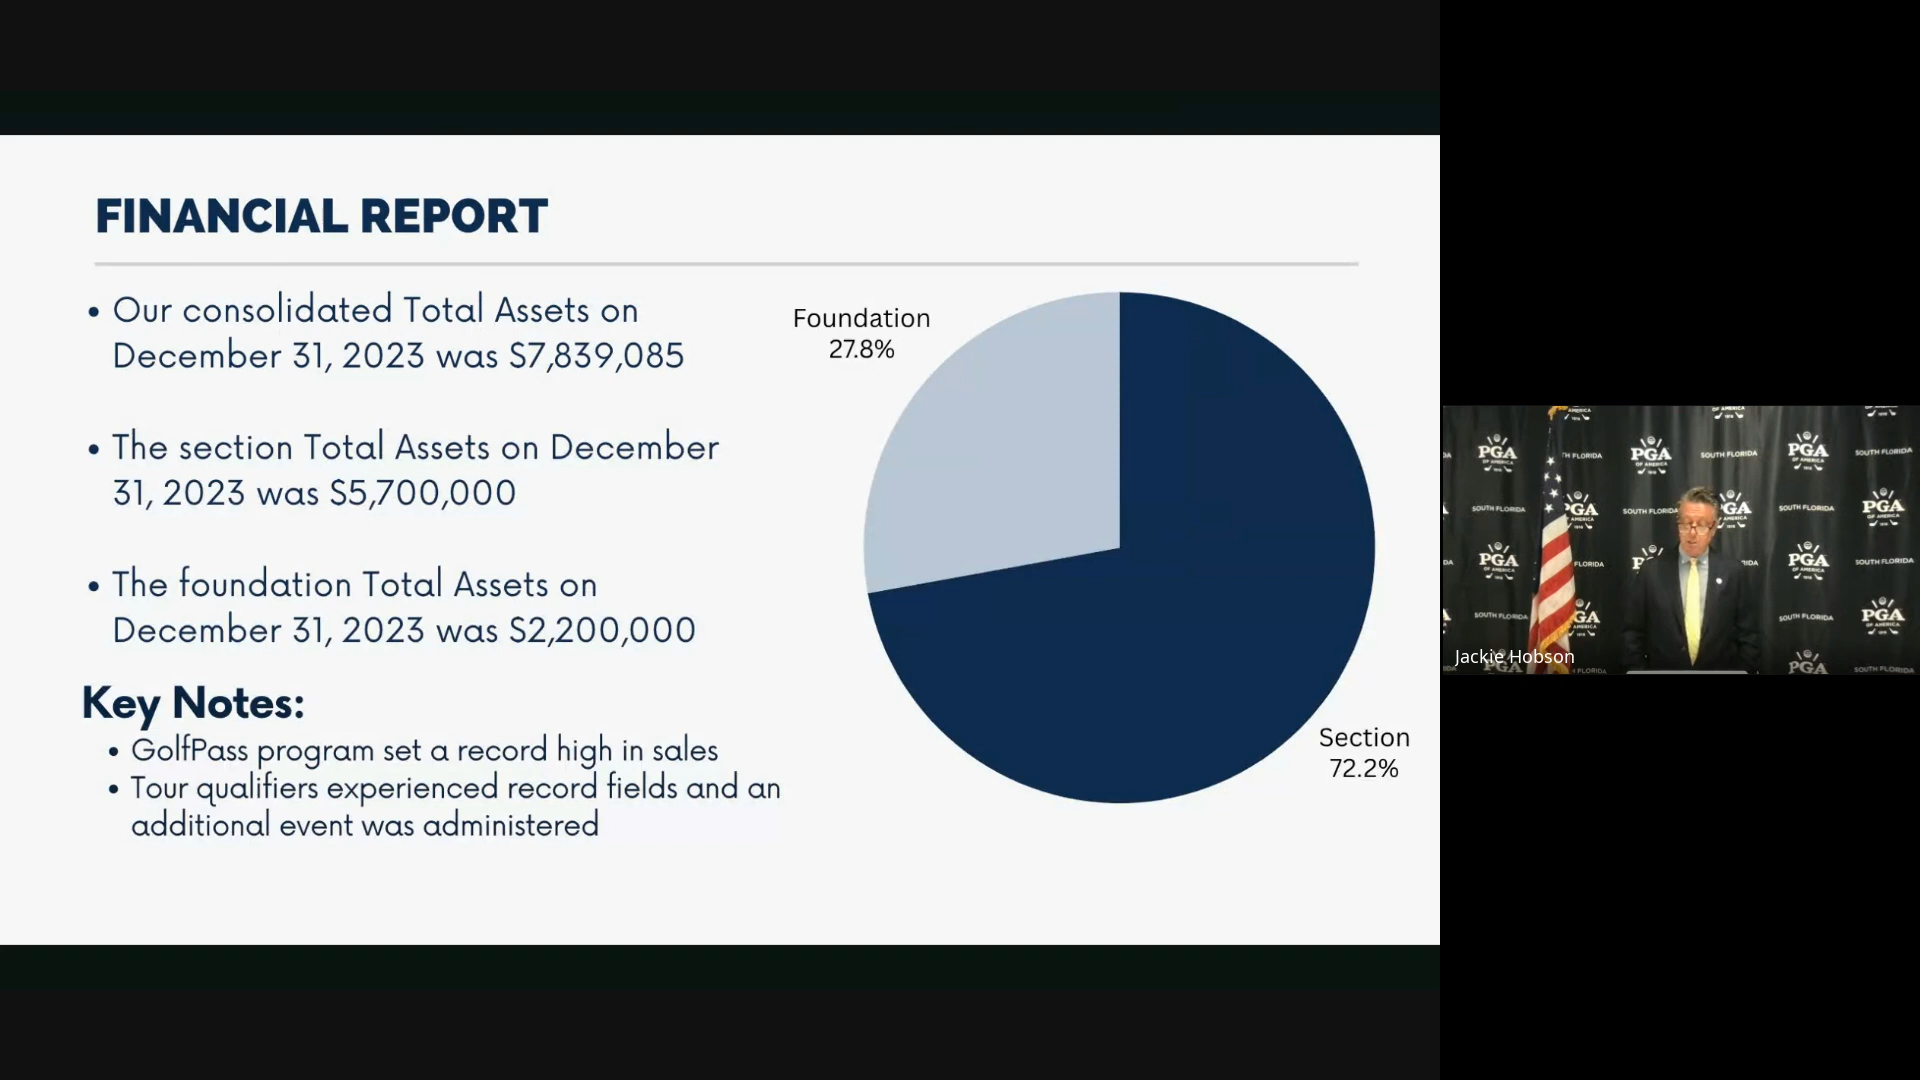 FINANCIAL REPORT
• Our consolidated Total Assets on
December 31, 2023 was $7,839,085
• The section Total Assets on December
31, 2023 was $5,700,000
• The foundation Total Assets on
December 31, 2023 was $2,200,000
Key Notes:
• GolfPass program set a record high in sales
• Tour qualifiers experienced record fields and an
additional event was administered
Foundation
27.8%
Section
72.2%
PGA
OF AMERICA
SOUTH FLORIDA
Jackie Hobson